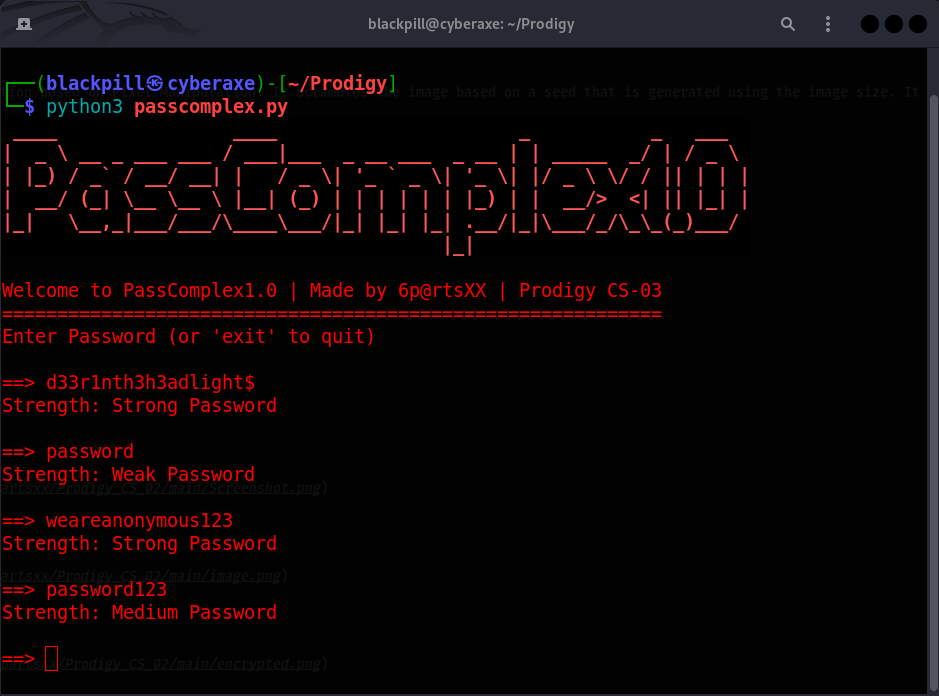 blackpill@cyberaxe: ~/Prodigy
┌──(blackpill㉿cyberaxe)-[~/Prodigy]
image based on a seed that is generated using the image size. It
└─$ python3 passcomplex.py
PassComplex1.0
Welcome to PassComplex1.0 | Made by 6p@rtsXX | Prodigy CS-03
============================================================
Enter Password (or 'exit' to quit)
==> d33r1nth3h3adlight$
Strength: Strong Password
==> password
Strength: Weak Password
artsxx/Prodigy_CS_02/main/Screenshot.png)
==> weareanonymous123
Strength: Strong Password
artsxx/Prodigy_CS_02/main/image.png)
==> password123
Strength: Medium Password
==>
/Prodigy_CS_02/main/encrypted.png)